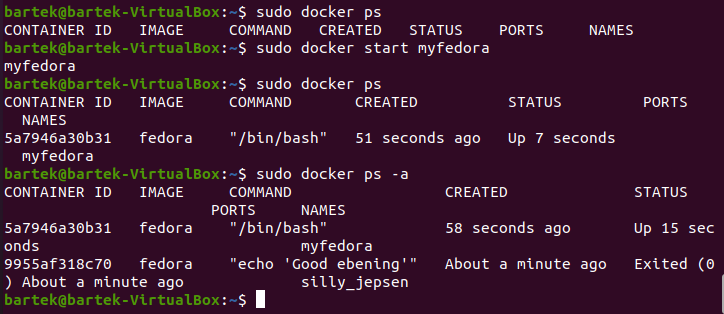 bartek@bartek-VirtualBox:~$ sudo docker ps
CONTAINER ID   IMAGE     COMMAND   CREATED   STATUS    PORTS     NAMES
bartek@bartek-VirtualBox:~$ sudo docker start myfedora
myfedora
bartek@bartek-VirtualBox:~$ sudo docker ps
CONTAINER ID   IMAGE     COMMAND       CREATED          STATUS         PORTS
  NAMES
5a7946a30b31   fedora    "/bin/bash"   51 seconds ago   Up 7 seconds
  myfedora
bartek@bartek-VirtualBox:~$ sudo docker ps -a
CONTAINER ID   IMAGE     COMMAND                 CREATED              STATUS
                       PORTS     NAMES
5a7946a30b31   fedora    "/bin/bash"             58 seconds ago       Up 15 sec
onds                             myfedora
9955af318c70   fedora    "echo 'Good ebening'"   About a minute ago   Exited (0
) About a minute ago             silly_jepsen
bartek@bartek-VirtualBox:~$